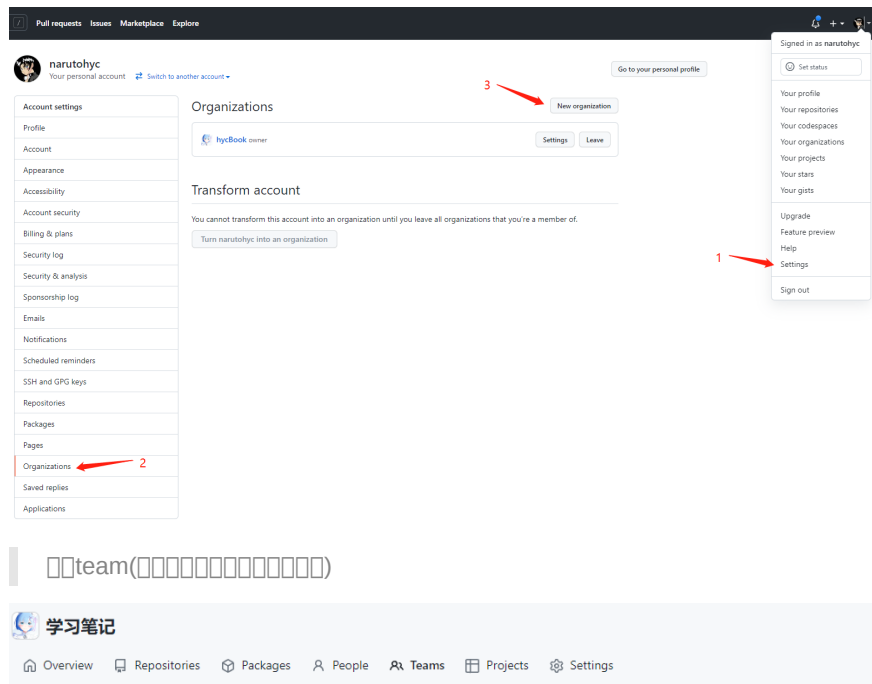 / Pull requests Issues Marketplace Explore
Signed in as narutohyc
narutohyc
Your personal account Switch to another account
Go to your personal profile
Set status
3
Account settings
Organizations
New organization
Your profile
Your repositories
Profile
Your codespaces
hycBook owner
Settings
Leave
Account
Your organizations
Your projects
Appearance
Your stars
Accessibility
Transform account
Your gists
Account security
You cannot transform this account into an organization until you leave all organizations that you're a member of.
Upgrade
Billing & plans
Turn narutohyc into an organization
Feature preview
Help
Security log
1
Settings
Security & analysis
Sign out
Sponsorship log
Emails
Notifications
Scheduled reminders
SSH and GPG keys
Repositories
Packages
Pages
Organizations
2
Saved replies
Applications
team(
)
学习笔记
Overview Repositories Packages People Teams Projects Settings